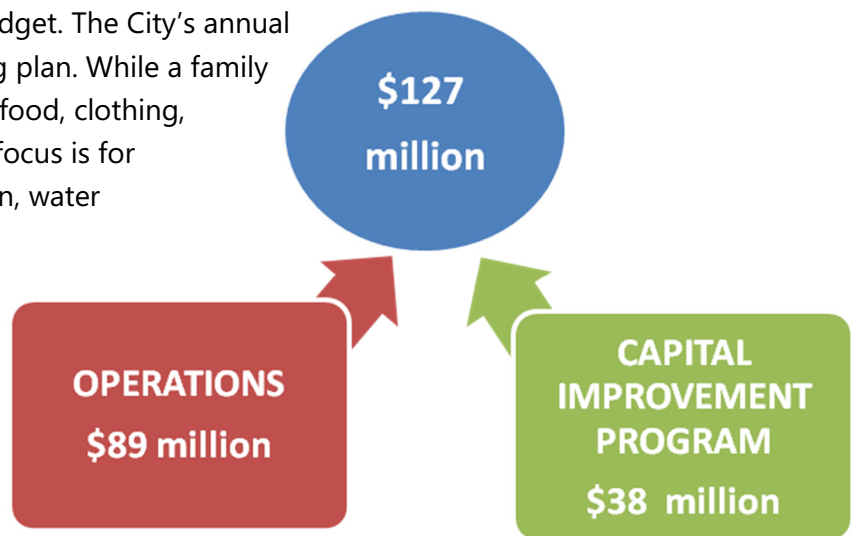 dget. The City’s annual
g plan. While a family
food, clothing,
focus is for
n, water
$127
million
OPERATIONS
$89 million
CAPITAL
IMPROVEMENT
PROGRAM
$38 million